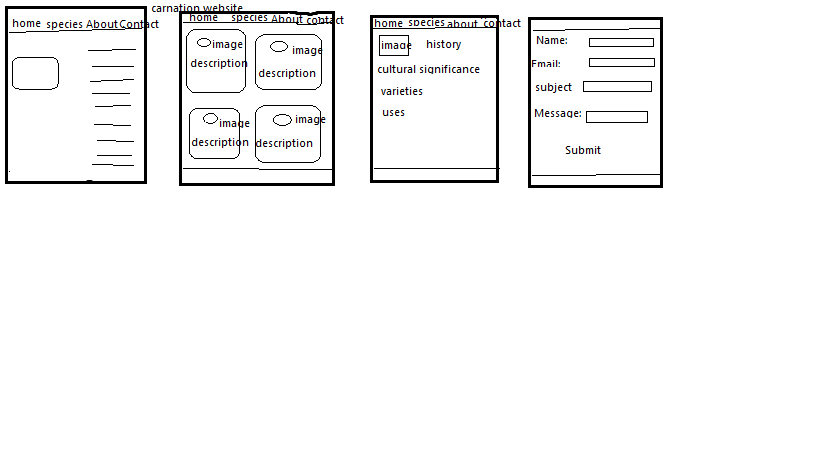 carnation website
home species About Contact
home species About contact
image
description
image
description
image
description
image
description
home species about contact
image history
cultural significance
varieties
uses
Name:
Email:
subject
Message:
Submit